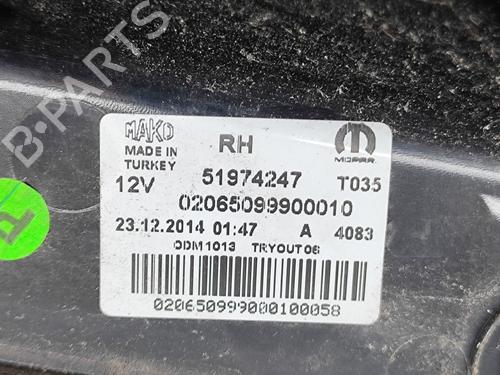 B-PARTS
MAKO
RH
MOPAR
MADE IN
TURKEY
12V
51974247
T035
02065099900010
23.12.2014 01:47
A
4083
ODM1013
TRYOUT06
020650999000100058